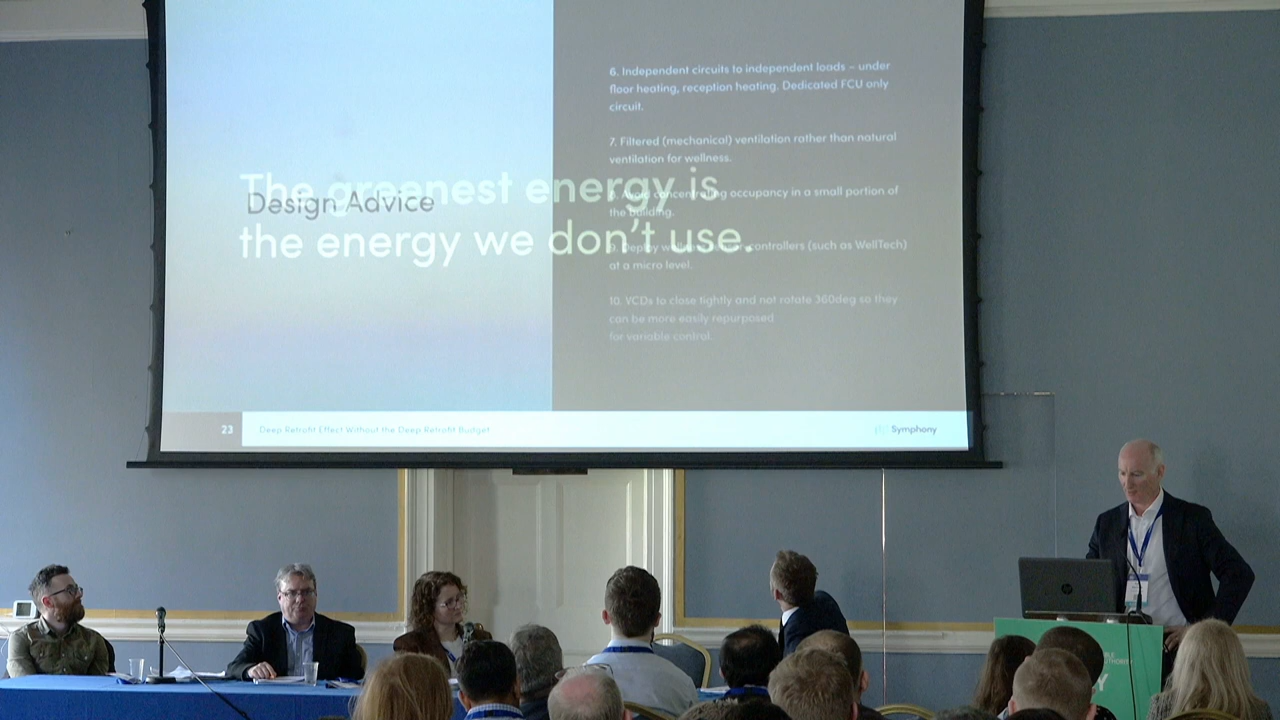 6. Independent circuits to independent loads – under
floor heating, reception heating. Dedicated FCU only
circuit.
7. Filtered (mechanical) ventilation rather than natural
ventilation for wellness.
The greenest energy is
Design Advice
the energy we don't use.
concentrating occupancy in a small portion of
the building.
9. Deploy controllers (such as WellTech)
at a micro level.
10. VCDs to close tightly and not rotate 360deg so they
can be more easily repurposed
for variable control.
23
Deep Retrofit Effect Without the Deep Retrofit Budget
Symphony
hp